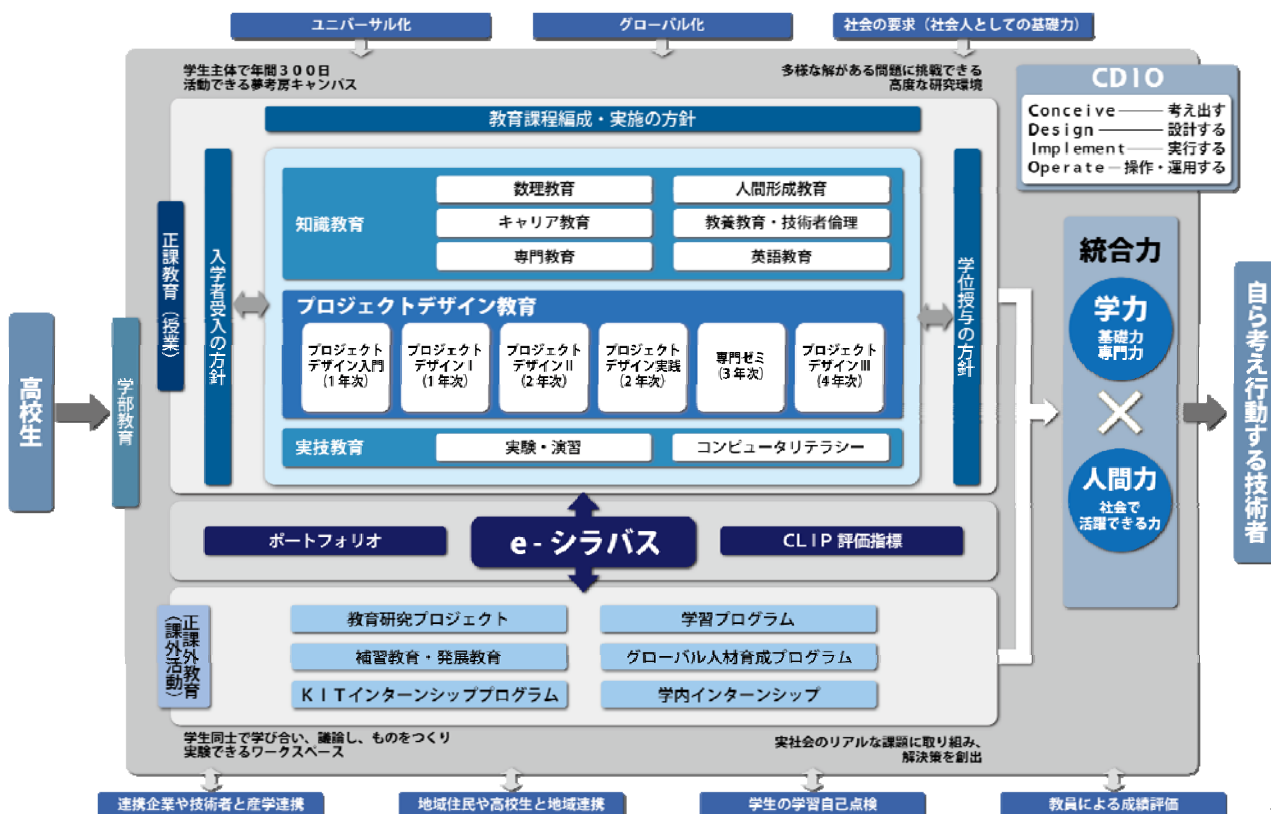 ユニバーサル化
グローバル化
社会の要求（社会人としての基礎力）
学生主体で年間３００日
活動できる夢考房キャンパス
多様な解がある問題に挑戦できる
高度な研究環境
CDIO
Conceive――― 考え出す
Design ―――― 設計する
Implement――― 実行する
Operate ― 操作・運用する
教育課程編成・実施の方針
正課教育（授業）
入学者受入の方針
知識教育
数理教育
人間形成教育
キャリア教育
教養教育・技術者倫理
専門教育
英語教育
プロジェクトデザイン教育
プロジェクト
デザイン入門
(1年次)
プロジェクト
デザインⅠ
(1年次)
プロジェクト
デザインⅡ
(2年次)
プロジェクト
デザイン実践
(2年次)
専門ゼミ
(3年次)
プロジェクト
デザインⅢ
(4年次)
実技教育
実験・演習
コンピュータリテラシー
学位授与の方針
高校生
学部教育
統合力
学力
基礎力
専門力
×
人間力
社会で
活躍できる力
自ら考え行動する技術者
ポートフォリオ
e-シラバス
CLIP評価指標
正課外教育
（課外活動）
教育研究プロジェクト
学習プログラム
補習教育・発展教育
グローバル人材育成プログラム
ＫＩＴインターンシッププログラム
学内インターンシップ
学生同士で学び合い、議論し、ものをつくり
実験できるワークスペース
実社会のリアルな課題に取り組み、
解決策を創出
連携企業や技術者と産学連携
地域住民や高校生と地域連携
学生の学習自己点検
教員による成績評価